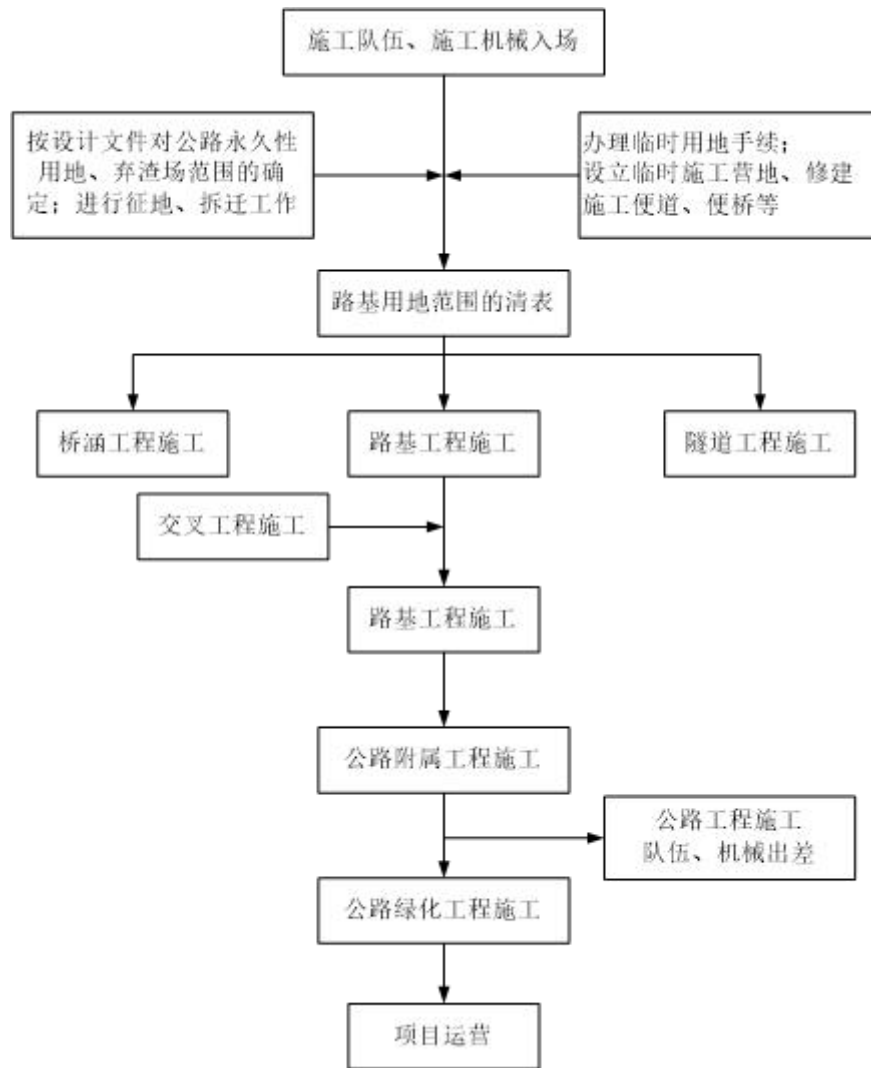 施工队伍、施工机械入场
按设计文件对公路永久性
用地、弃渣场范围的确
定；进行征地、拆迁工作
办理临时用地手续；
设立临时施工营地、修建
施工便道、便桥等
路基用地范围的清表
桥涵工程施工
路基工程施工
隧道工程施工
交叉工程施工
路基工程施工
公路附属工程施工
公路工程施工
队伍、机械出差
公路绿化工程施工
项目运营